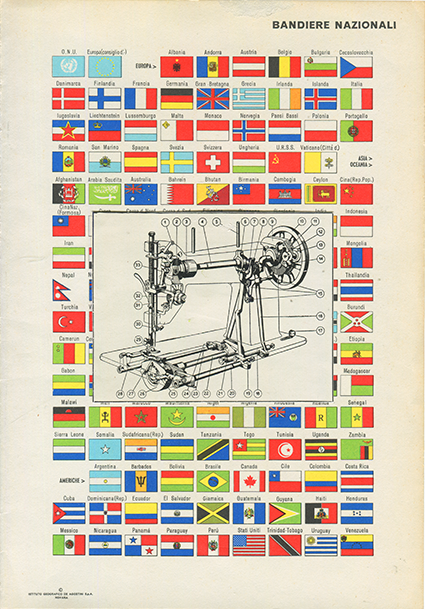 BANDIERE NAZIONALI
O.N.U. Europa(consiglio d'-) EUROPA > Albania Andorra Austria Belgio Bulgaria Cecoslovacchia
Danimarca Finlandia Francia Germania Gran Bretagna Grecia Irlanda Islanda Italia
Iugoslavia Liechtenstein Lussemburgo Malta Monaco Norvegia Paesi Bassi Polonia Portogallo
Romania San Marino Spagna Svezia Svizzera Ungheria U.R.S.S. Vaticano(Città d.) ASIA >
OCEANIA >
Afghanistan Arabia Saudita Australia Bahrein Bhutan Birmania Cambogia Ceylon Cina(Rep.Pop.)
Cina Naz.
(Formosa) Indonesia
Iran Mongolia
Nepal Thailandia
Turchia Burundi
Camerun Etiopia
Gabon Madagascar
Malawi Senegal
Sierra Leone Somalia Sudafricana(Rep.) Sudan Tanzania Togo Tunisia Uganda Zambia
AMERICHE > Argentina Barbados Bolivia Brasile Canadà Cile Colombia Costa Rica
Cuba Dominicana(Rep.) Ecuador El Salvador Giamaica Guatemala Guyana Haiti Honduras
Messico Nicaragua Panamá Paraguay Perù Stati Uniti Trinidad-Tobago Uruguay Venezuela
1 2 3 4 5 6 7 8 9 10 11
12
13
14
15
16
17
33
32
31
30
29
28 27 26 25 24 23 22 21 20 19 18
©
ISTITUTO GEOGRAFICO DE AGOSTINI S.p.A.
NOVARA